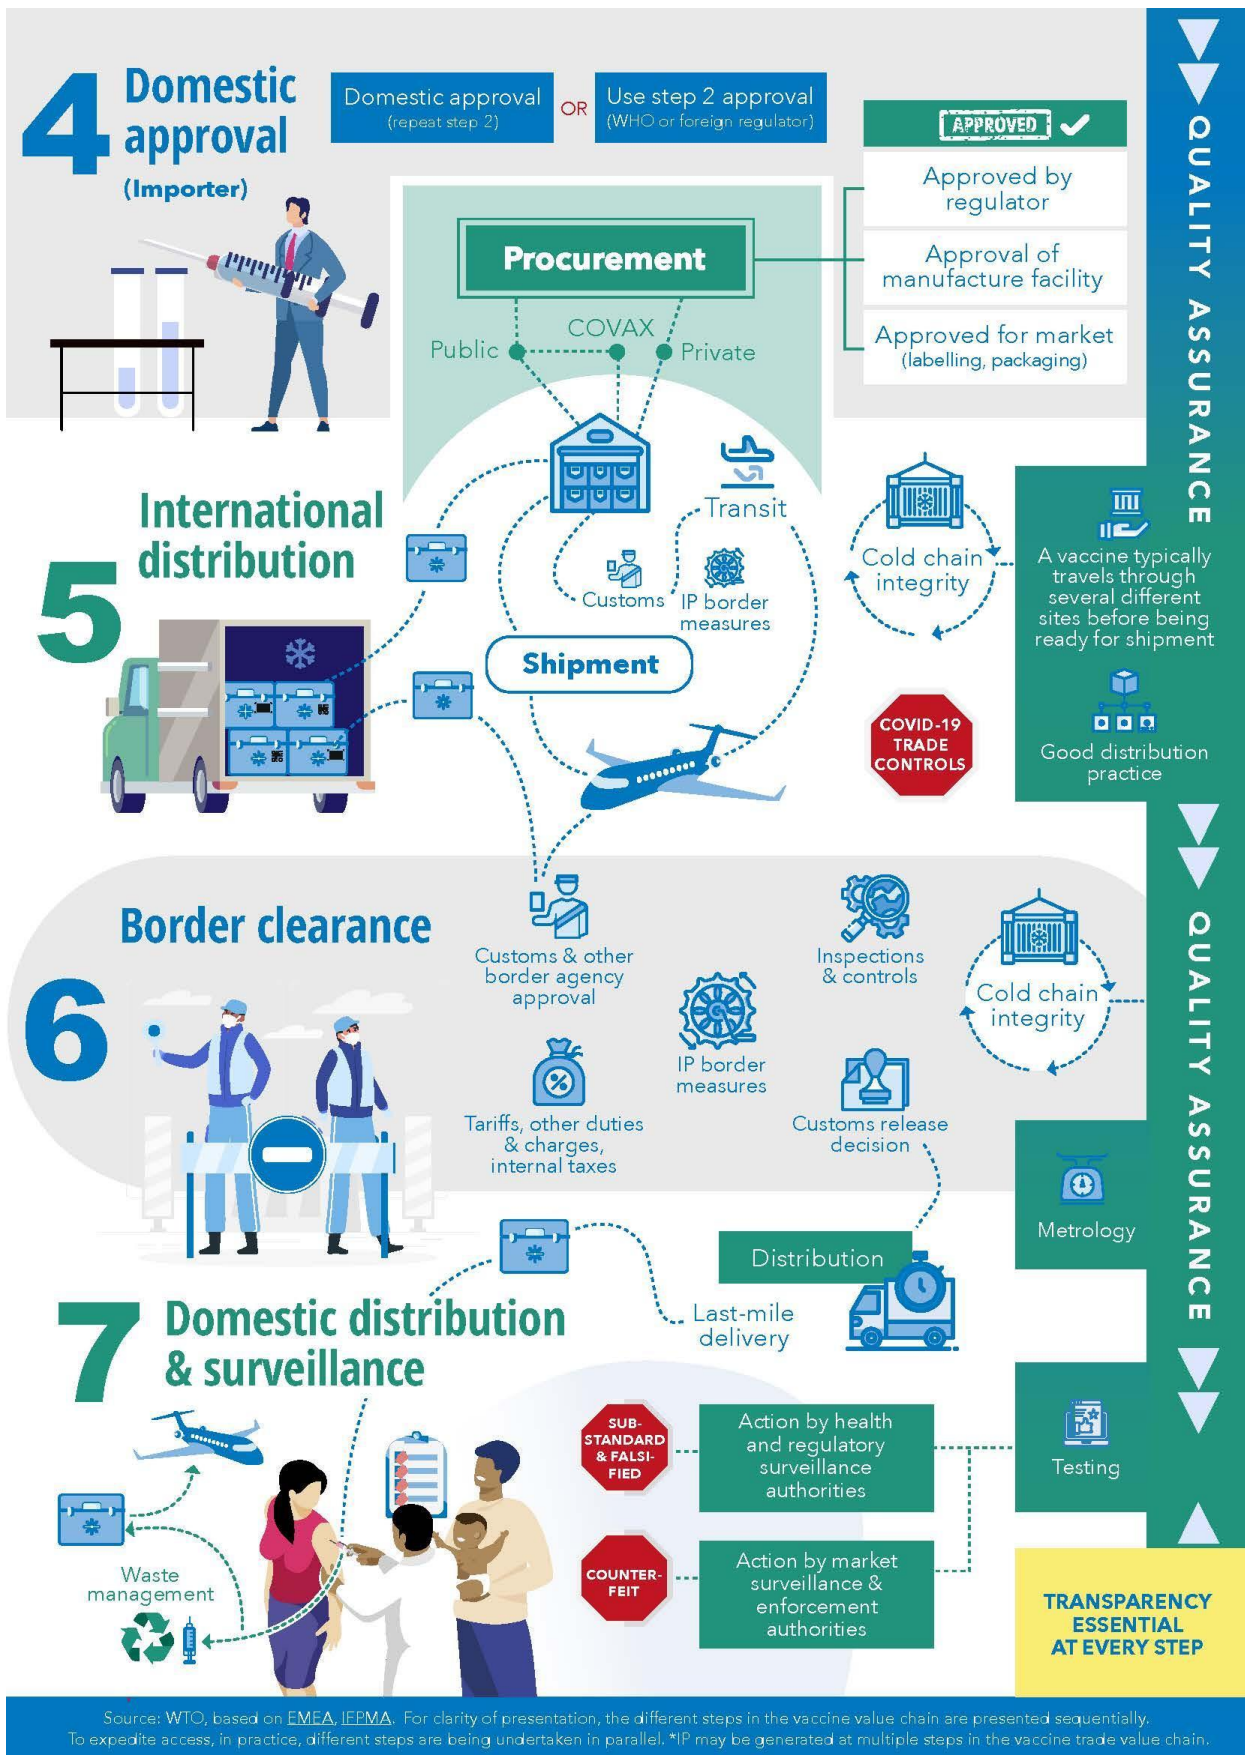 4
Domestic
approval
(Importer)
Domestic approval
(repeat step 2)
OR
Use step 2 approval
(WHO or foreign regulator)
APPROVED
Approved by
regulator
Approval of
manufacture facility
Approved for market
(labelling, packaging)
Procurement
COVAX
Public
Private
QUALITY ASSURANCE
5
International
distribution
Transit
Customs
IP border
measures
Shipment
Cold chain
integrity
COVID-19
TRADE
CONTROLS
A vaccine typically
travels through
several different
sites before being
ready for shipment
Good distribution
practice
6
Border clearance
Customs & other
border agency
approval
Inspections
& controls
IP border
measures
Tariffs, other duties
& charges,
internal taxes
Customs release
decision
Cold chain
integrity
QUALITY ASSURANCE
Metrology
Distribution
Last-mile
delivery
7
Domestic distribution
& surveillance
SUB-
STANDARD
& FALSI-
FIED
Action by health
and regulatory
surveillance
authorities
Testing
COUNTER-
FEIT
Action by market
surveillance &
enforcement
authorities
Waste
management
TRANSPARENCY
ESSENTIAL
AT EVERY STEP
Source: WTO, based on EMEA, IFPMA. For clarity of presentation, the different steps in the vaccine value chain are presented sequentially.
To expedite access, in practice, different steps are being undertaken in parallel. *IP may be generated at multiple steps in the vaccine trade value chain.